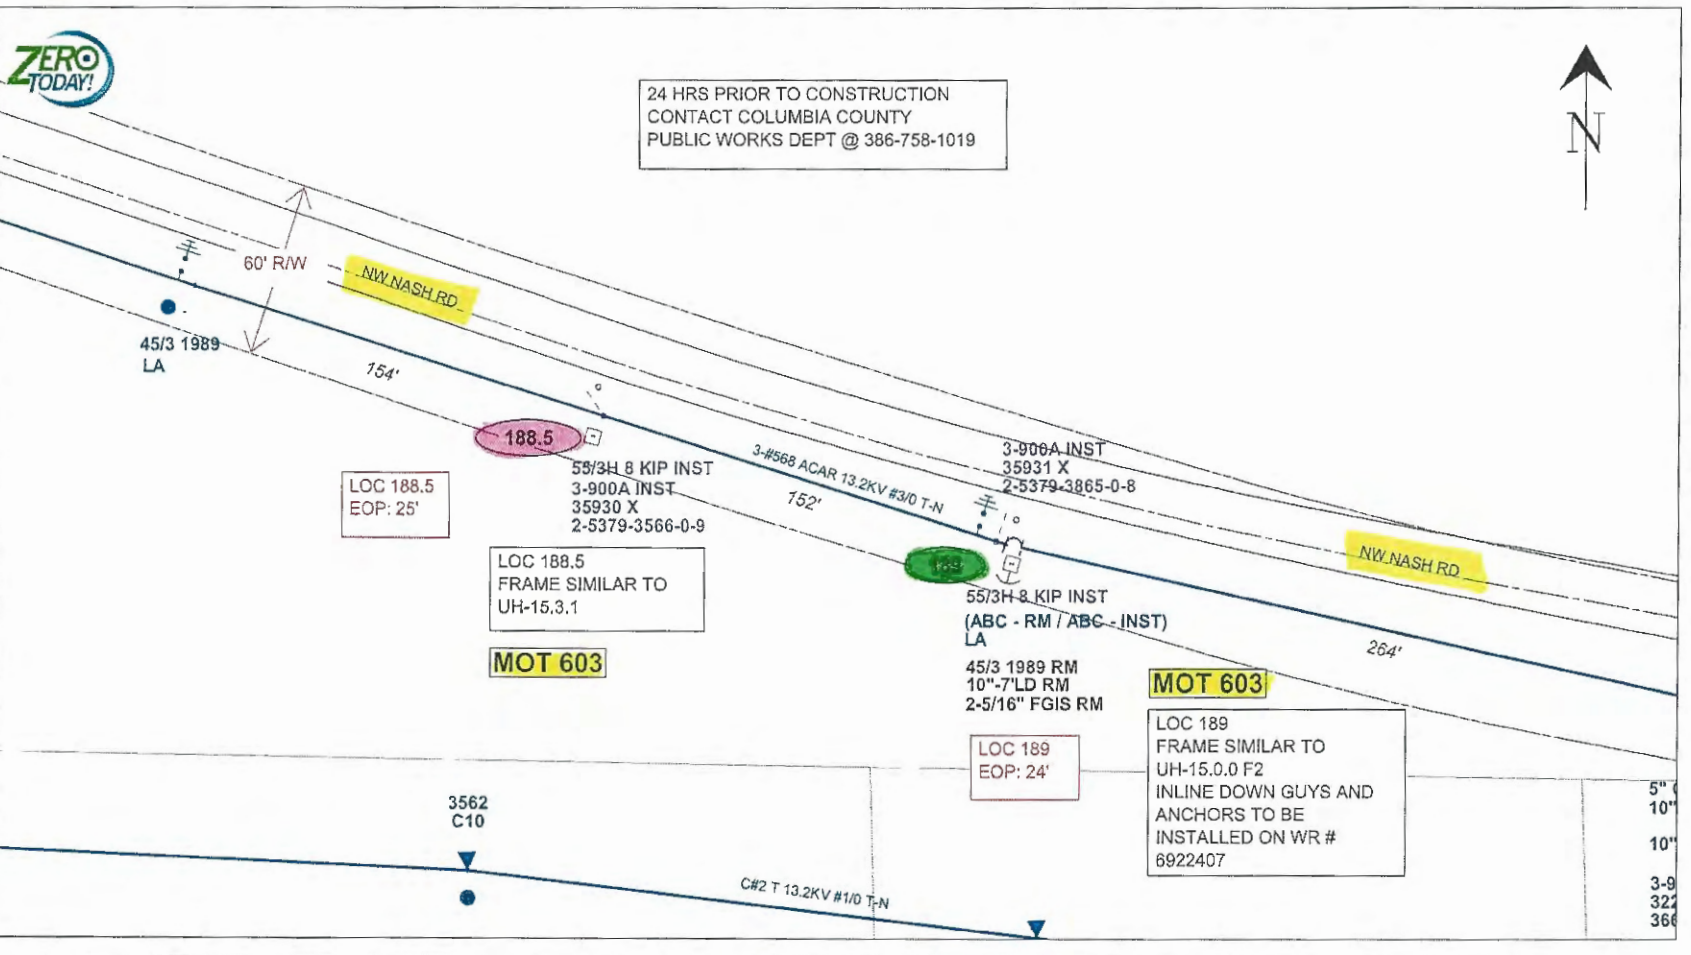 ZERO
TODAY!
24 HRS PRIOR TO CONSTRUCTION
CONTACT COLUMBIA COUNTY
PUBLIC WORKS DEPT @ 386-758-1019
N
60' R/W
NW NASH RD
45/3 1989
LA
154'
188.5
55/3H 8 KIP INST
3-900A INST
35930 X
2-5379-3566-0-9
LOC 188.5
EOP: 25'
LOC 188.5
FRAME SIMILAR TO
UH-15.3.1
MOT 603
3-#568 ACAR 13.2KV #3/0 T-N
152'
3-900A INST
35931 X
2-5379-3865-0-8
NW NASH RD
55/3H 8 KIP INST
(ABC - RM / ABC - INST)
LA
45/3 1989 RM
10"-7'LD RM
2-5/16" FGIS RM
264'
MOT 603
LOC 189
EOP: 24'
LOC 189
FRAME SIMILAR TO
UH-15.0.0 F2
INLINE DOWN GUYS AND
ANCHORS TO BE
INSTALLED ON WR #
6922407
3562
C10
C#2 T 13.2KV #1/0 T-N
5"
10"
10"
3-9
322
366